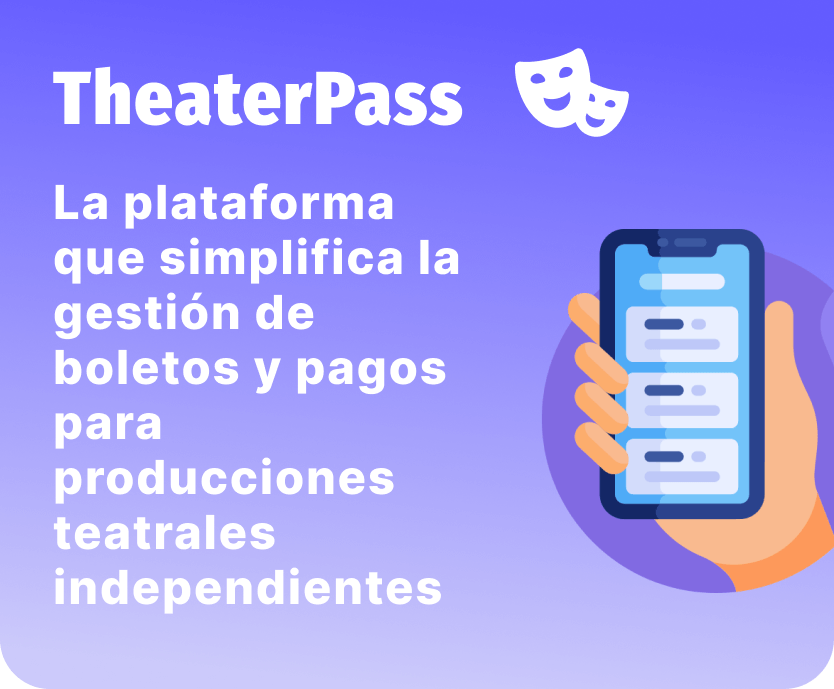 TheaterPass
La plataforma
que simplifica la
gestión de
boletos y pagos
para
producciones
teatrales
independientes